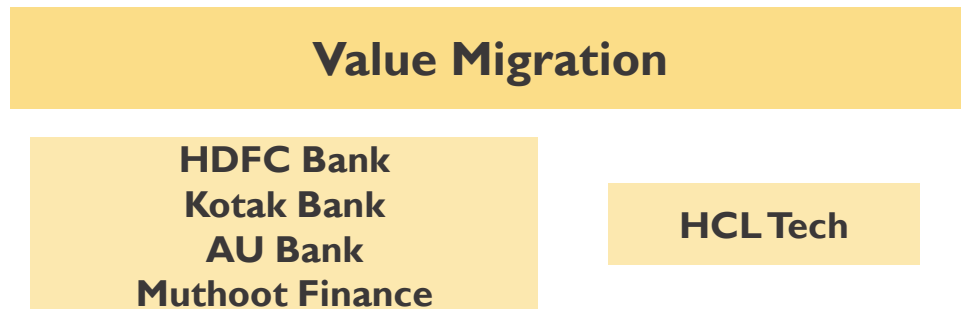 Value Migration
HDFC Bank
Kotak Bank
AU Bank
Muthoot Finance
HCL Tech